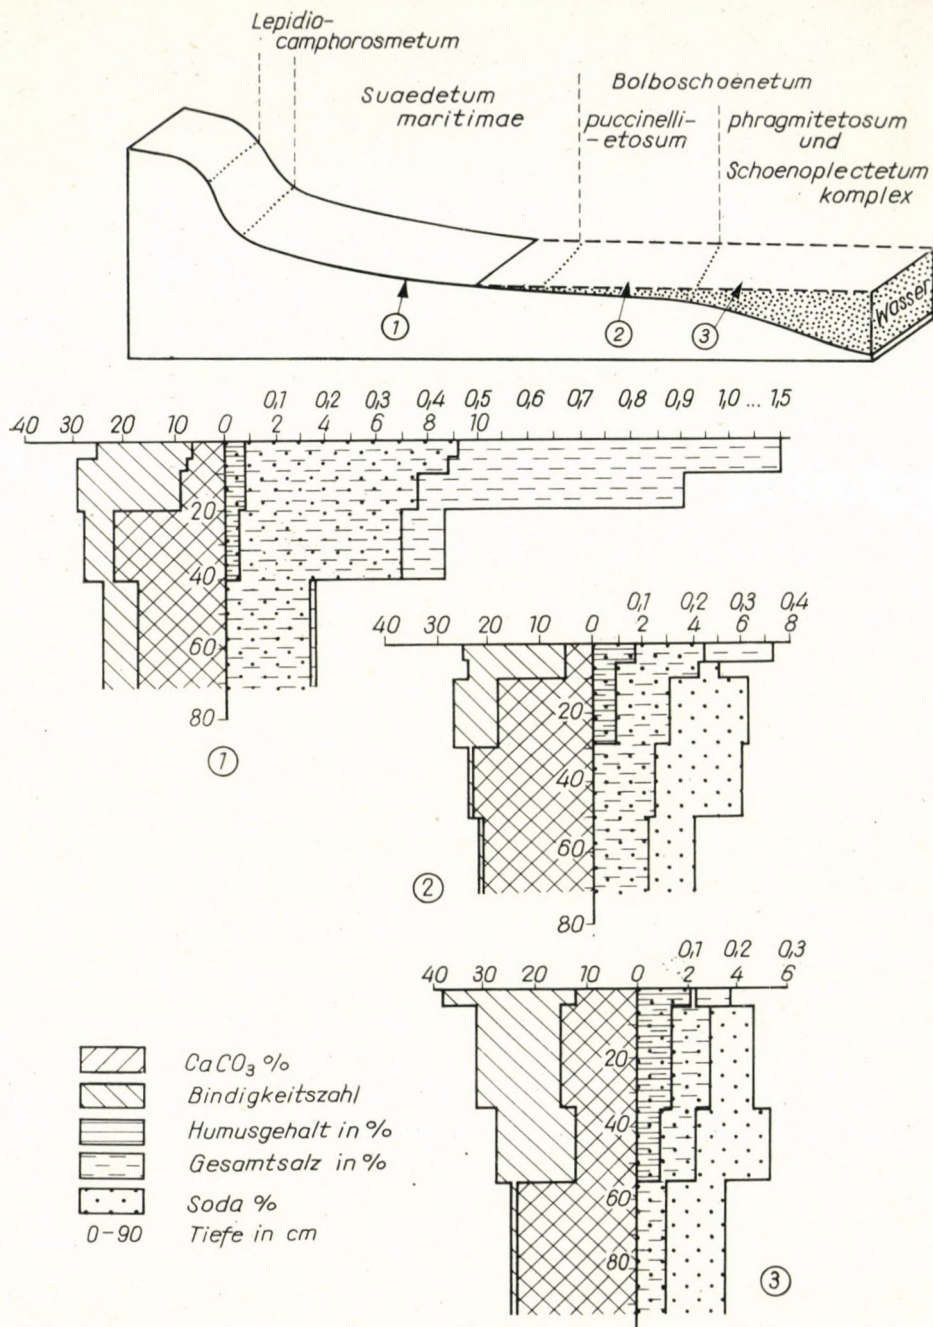 Lepidio-
camphorosmetum
Suaedetum
maritimae
Bolboschoenetum
puccinelli-
-etosum
phragmitetosum
und
Schoenoplectetum
komplex
Wasser
1
2
3
0,1 0,2 0,3 0,4 0,5 0,6 0,7 0,8 0,9 1,0 ... 1,5
40 30 20 10 0 2 4 6 8 10
20
40
60
80
1
0,1 0,2 0,3 0,4
40 30 20 10 0 2 4 6 8
20
40
60
80
2
0,1 0,2 0,3
40 30 20 10 0 2 4 6
20
40
60
80
3
CaCO₃ %
Bindigkeitszahl
Humusgehalt in %
Gesamtsalz in %
Soda %
0-90 Tiefe in cm